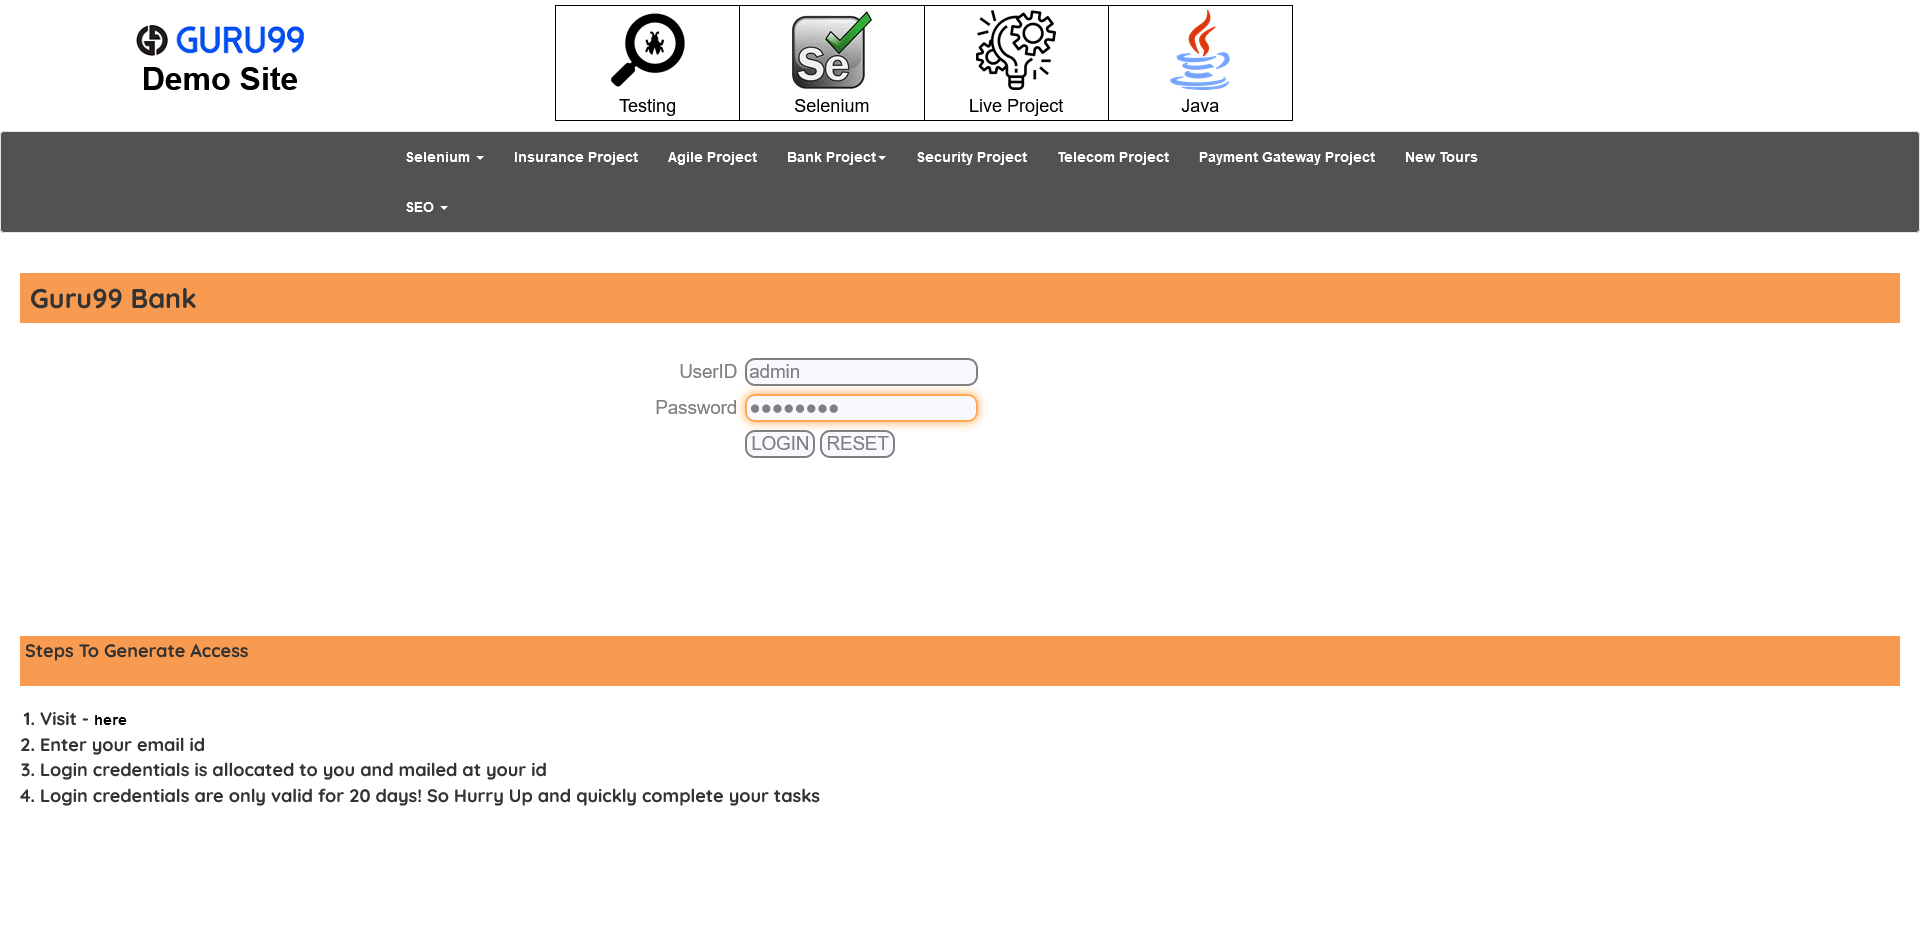 GURU99
Demo Site
Testing
Se
Selenium
Live Project
Java
Selenium
Insurance Project
Agile Project
Bank Project
Security Project
Telecom Project
Payment Gateway Project
New Tours
SEO
Guru99 Bank
UserID admin
Password ●●●●●●●●
LOGIN RESET
Steps To Generate Access
1. Visit - here
2. Enter your email id
3. Login credentials is allocated to you and mailed at your id
4. Login credentials are only valid for 20 days! So Hurry Up and quickly complete your tasks